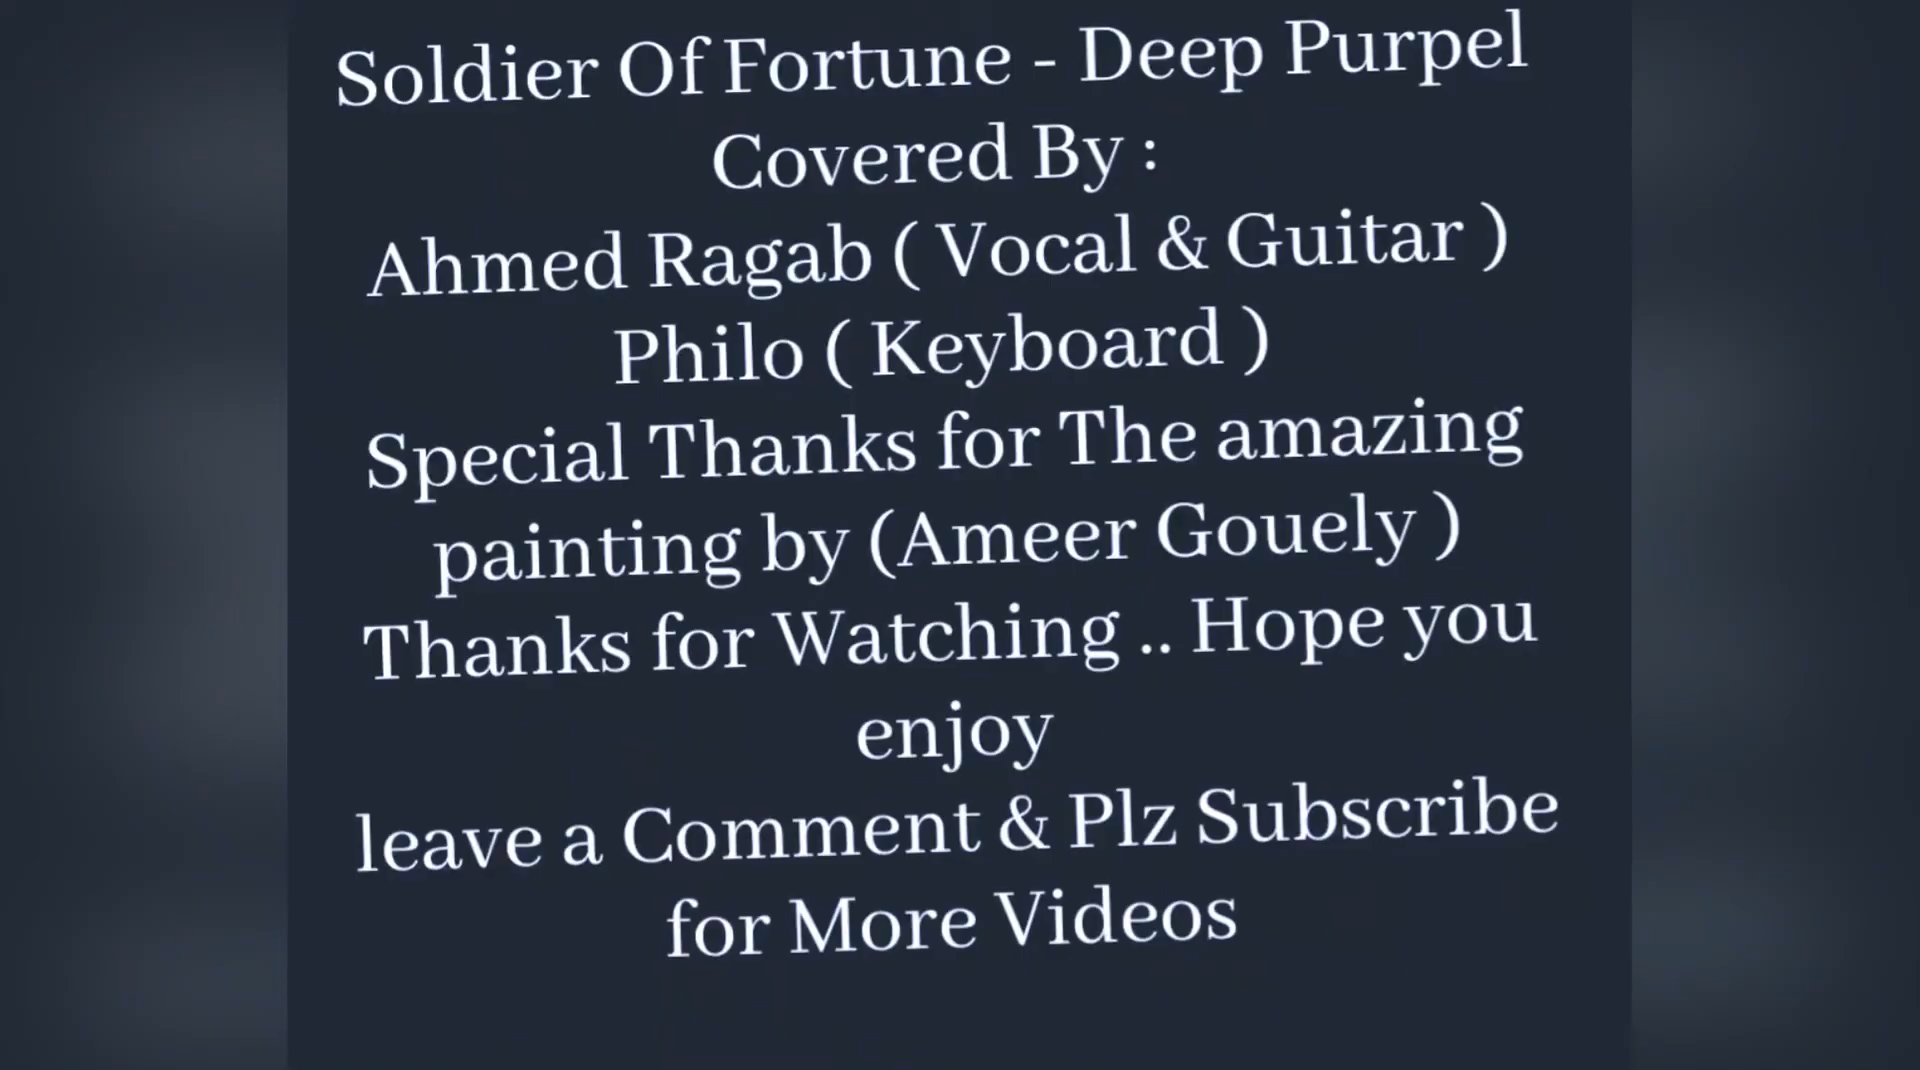 Soldier Of Fortune - Deep Purpel
Covered By :
Ahmed Ragab ( Vocal & Guitar )
Philo ( Keyboard )
Special Thanks for The amazing
painting by (Ameer Gouely )
Thanks for Watching .. Hope you
enjoy
leave a Comment & Plz Subscribe
for More Videos